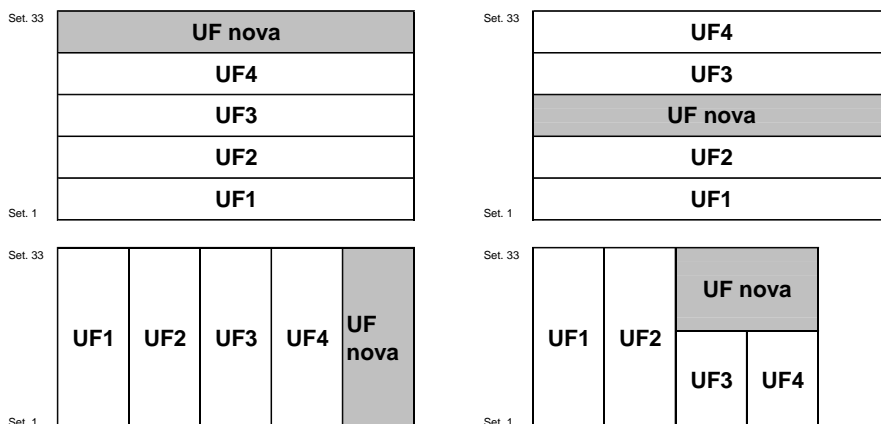 Set. 33
UF nova
UF4
UF3
UF2
UF1
Set. 1
Set. 33
UF4
UF3
UF nova
UF2
UF1
Set. 1
Set. 33
UF1 UF2 UF3 UF4 UF
nova
Set. 1
Set. 33
UF nova
UF1 UF2
UF3 UF4
Set. 1